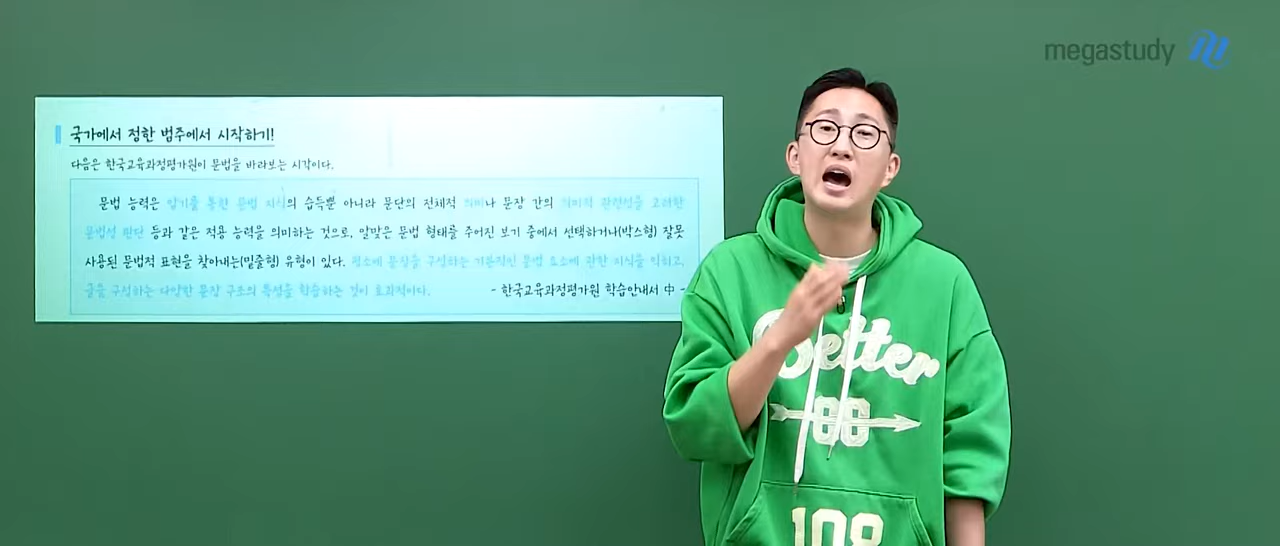 megastudy
국가에서 정한 범주에서 시작하기!
다음은 한국교육과정평가원이 문법을 바라보는 시각이다.
문법 능력은 암기를 통한 문법 지식의 습득뿐 아니라 문단의 전체적 의미나 문장 간의 의미적 관련성을 고려한
문법성 판단 등과 같은 적용 능력을 의미하는 것으로, 알맞은 문법 형태를 주어진 보기 중에서 선택하거나(박스형) 잘못
사용된 문법적 표현을 찾아내는(밑줄형) 유형이 있다. 평소에 문장을 구성하는 기본적인 문법 요소에 관한 지식을 익히고,
글을 구성하는 다양한 문장 구조의 특성을 학습하는 것이 효과적이다.
- 한국교육과정평가원 학습안내서 中 -
Better
108